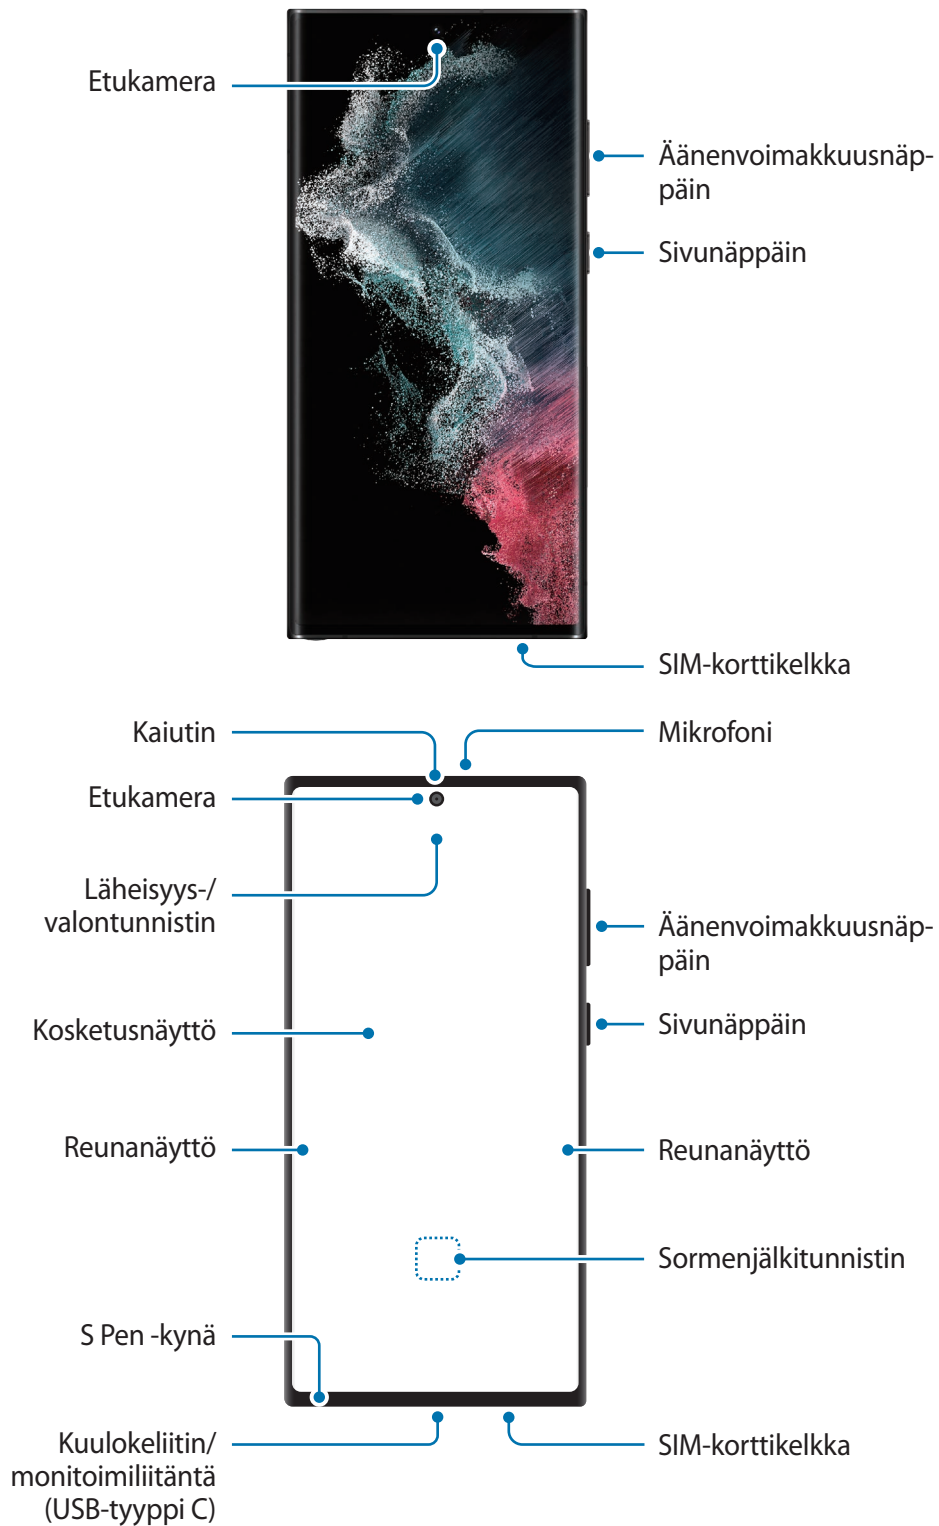 Etukamera
Äänenvoimakkuusnäp-
päin
Sivunäppäin
SIM-korttikelkka
Kaiutin
Mikrofoni
Etukamera
Läheisyys-/
valontunnistin
Äänenvoimakkuusnäp-
päin
Kosketusnäyttö
Sivunäppäin
Reunanäyttö
Reunanäyttö
Sormenjälkitunnistin
S Pen -kynä
Kuulokeliitin/
monitoimiliitäntä
(USB-tyyppi C)
SIM-korttikelkka